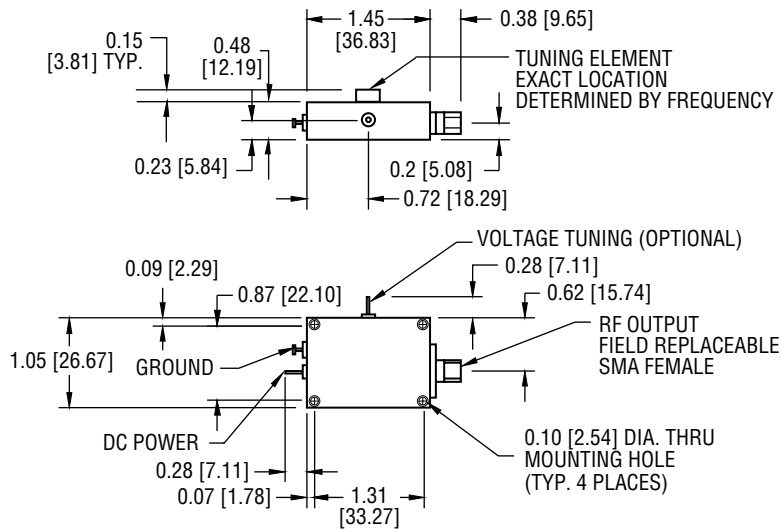 1.45
[36.83]
0.38 [9.65]
0.15
[3.81] TYP.
0.48
[12.19]
TUNING ELEMENT
EXACT LOCATION
DETERMINED BY FREQUENCY
0.23 [5.84]
0.2 [5.08]
0.72 [18.29]
VOLTAGE TUNING (OPTIONAL)
0.09 [2.29]
0.28 [7.11]
0.87 [22.10]
0.62 [15.74]
1.05 [26.67]
GROUND
RF OUTPUT
FIELD REPLACEABLE
SMA FEMALE
DC POWER
0.28 [7.11]
0.07 [1.78]
1.31
[33.27]
0.10 [2.54] DIA. THRU
MOUNTING HOLE
(TYP. 4 PLACES)